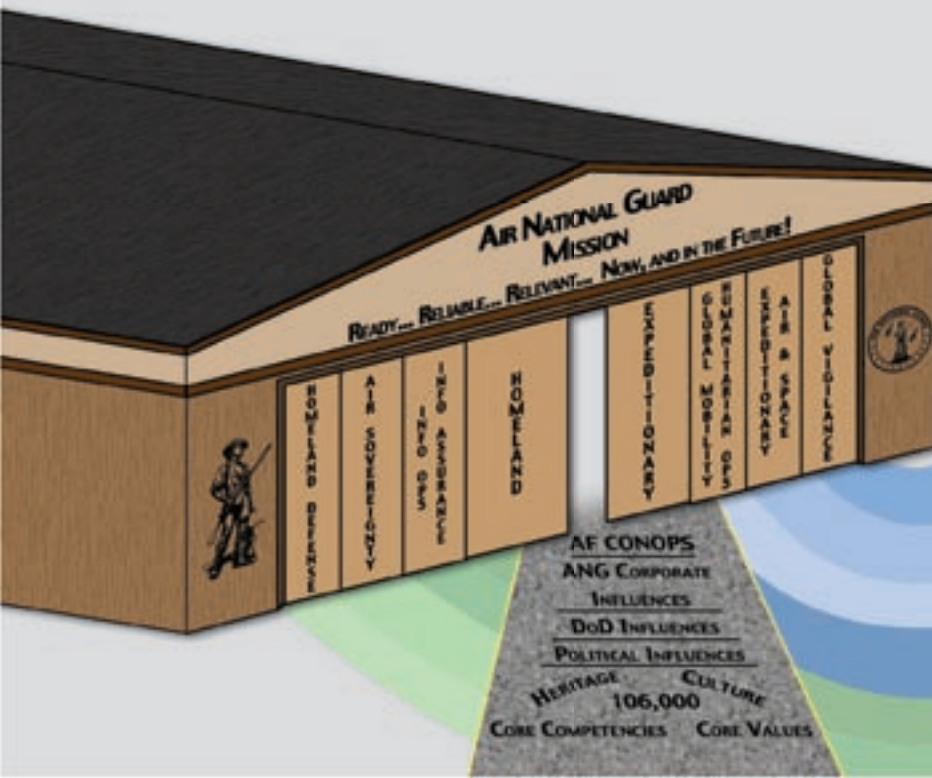 Air National Guard
Mission
Ready... Reliable... Relevant... Now, and in the Future!
HOMELAND DEFENSE
AIR SOVEREIGNTY
INFO OPS
INFO ASSURANCE
HOMELAND
EXPEDITIONARY
GLOBAL MOBILITY
HUMANITARIAN OPS
EXPEDITIONARY
AIR & SPACE
GLOBAL VIGILANCE
AF CONOPS
ANG Corporate
Influences
DoD Influences
Political Influences
Heritage Culture
106,000
Core Competencies Core Values